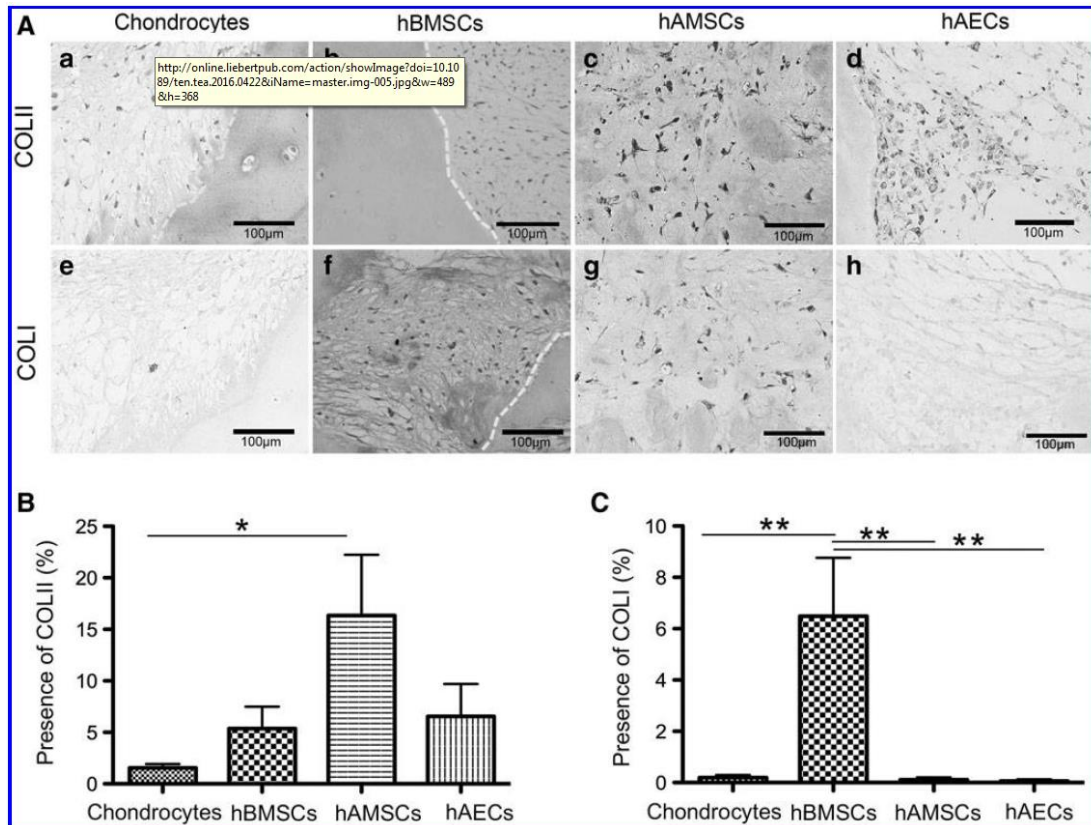 Chondrocytes hBMSCs hAMSCs hAECs
A
COLII
a b c d
http://online.liebertpub.com/action/showImage?doi=10.10
89/ten.tea.2016.0422&iName=master.img-005.jpg&w=489
&h=368
100µm 100µm 100µm 100µm
COLI
e f g h
100µm 100µm 100µm 100µm
B
Presence of COLII (%)
25
20
15
10
5
0
*
Chondrocytes hBMSCs hAMSCs hAECs
C
Presence of COLI (%)
10
8
6
4
2
0
** ** **
Chondrocytes hBMSCs hAMSCs hAECs